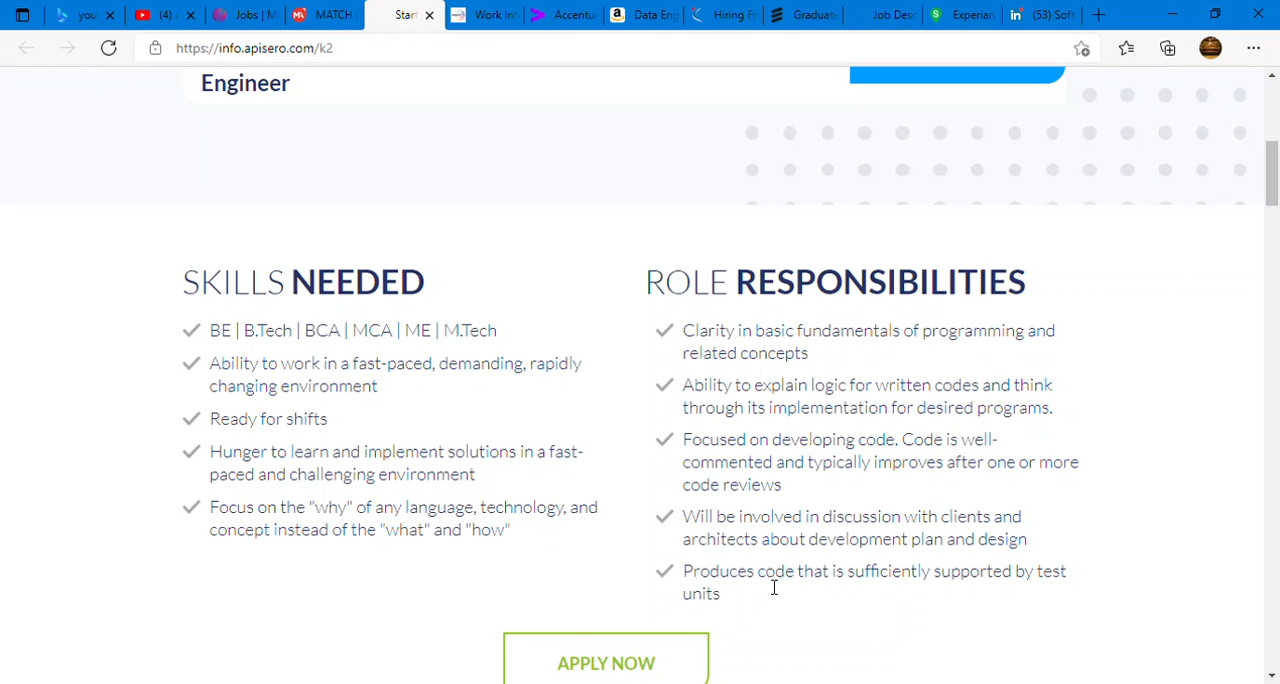 you
(4)
Jobs | M
MATCH
Start
Work Int
Accentu
Data Eng
Hiring Fr
Graduate
Job Desc
Experian
(53) Soft
https://info.apisero.com/k2
Engineer
SKILLS NEEDED
BE | B.Tech | BCA | MCA | ME | M.Tech
Ability to work in a fast-paced, demanding, rapidly
changing environment
Ready for shifts
Hunger to learn and implement solutions in a fast-
paced and challenging environment
Focus on the "why" of any language, technology, and
concept instead of the "what" and "how"
ROLE RESPONSIBILITIES
Clarity in basic fundamentals of programming and
related concepts
Ability to explain logic for written codes and think
through its implementation for desired programs.
Focused on developing code. Code is well-
commented and typically improves after one or more
code reviews
Will be involved in discussion with clients and
architects about development plan and design
Produces code that is sufficiently supported by test
units
APPLY NOW